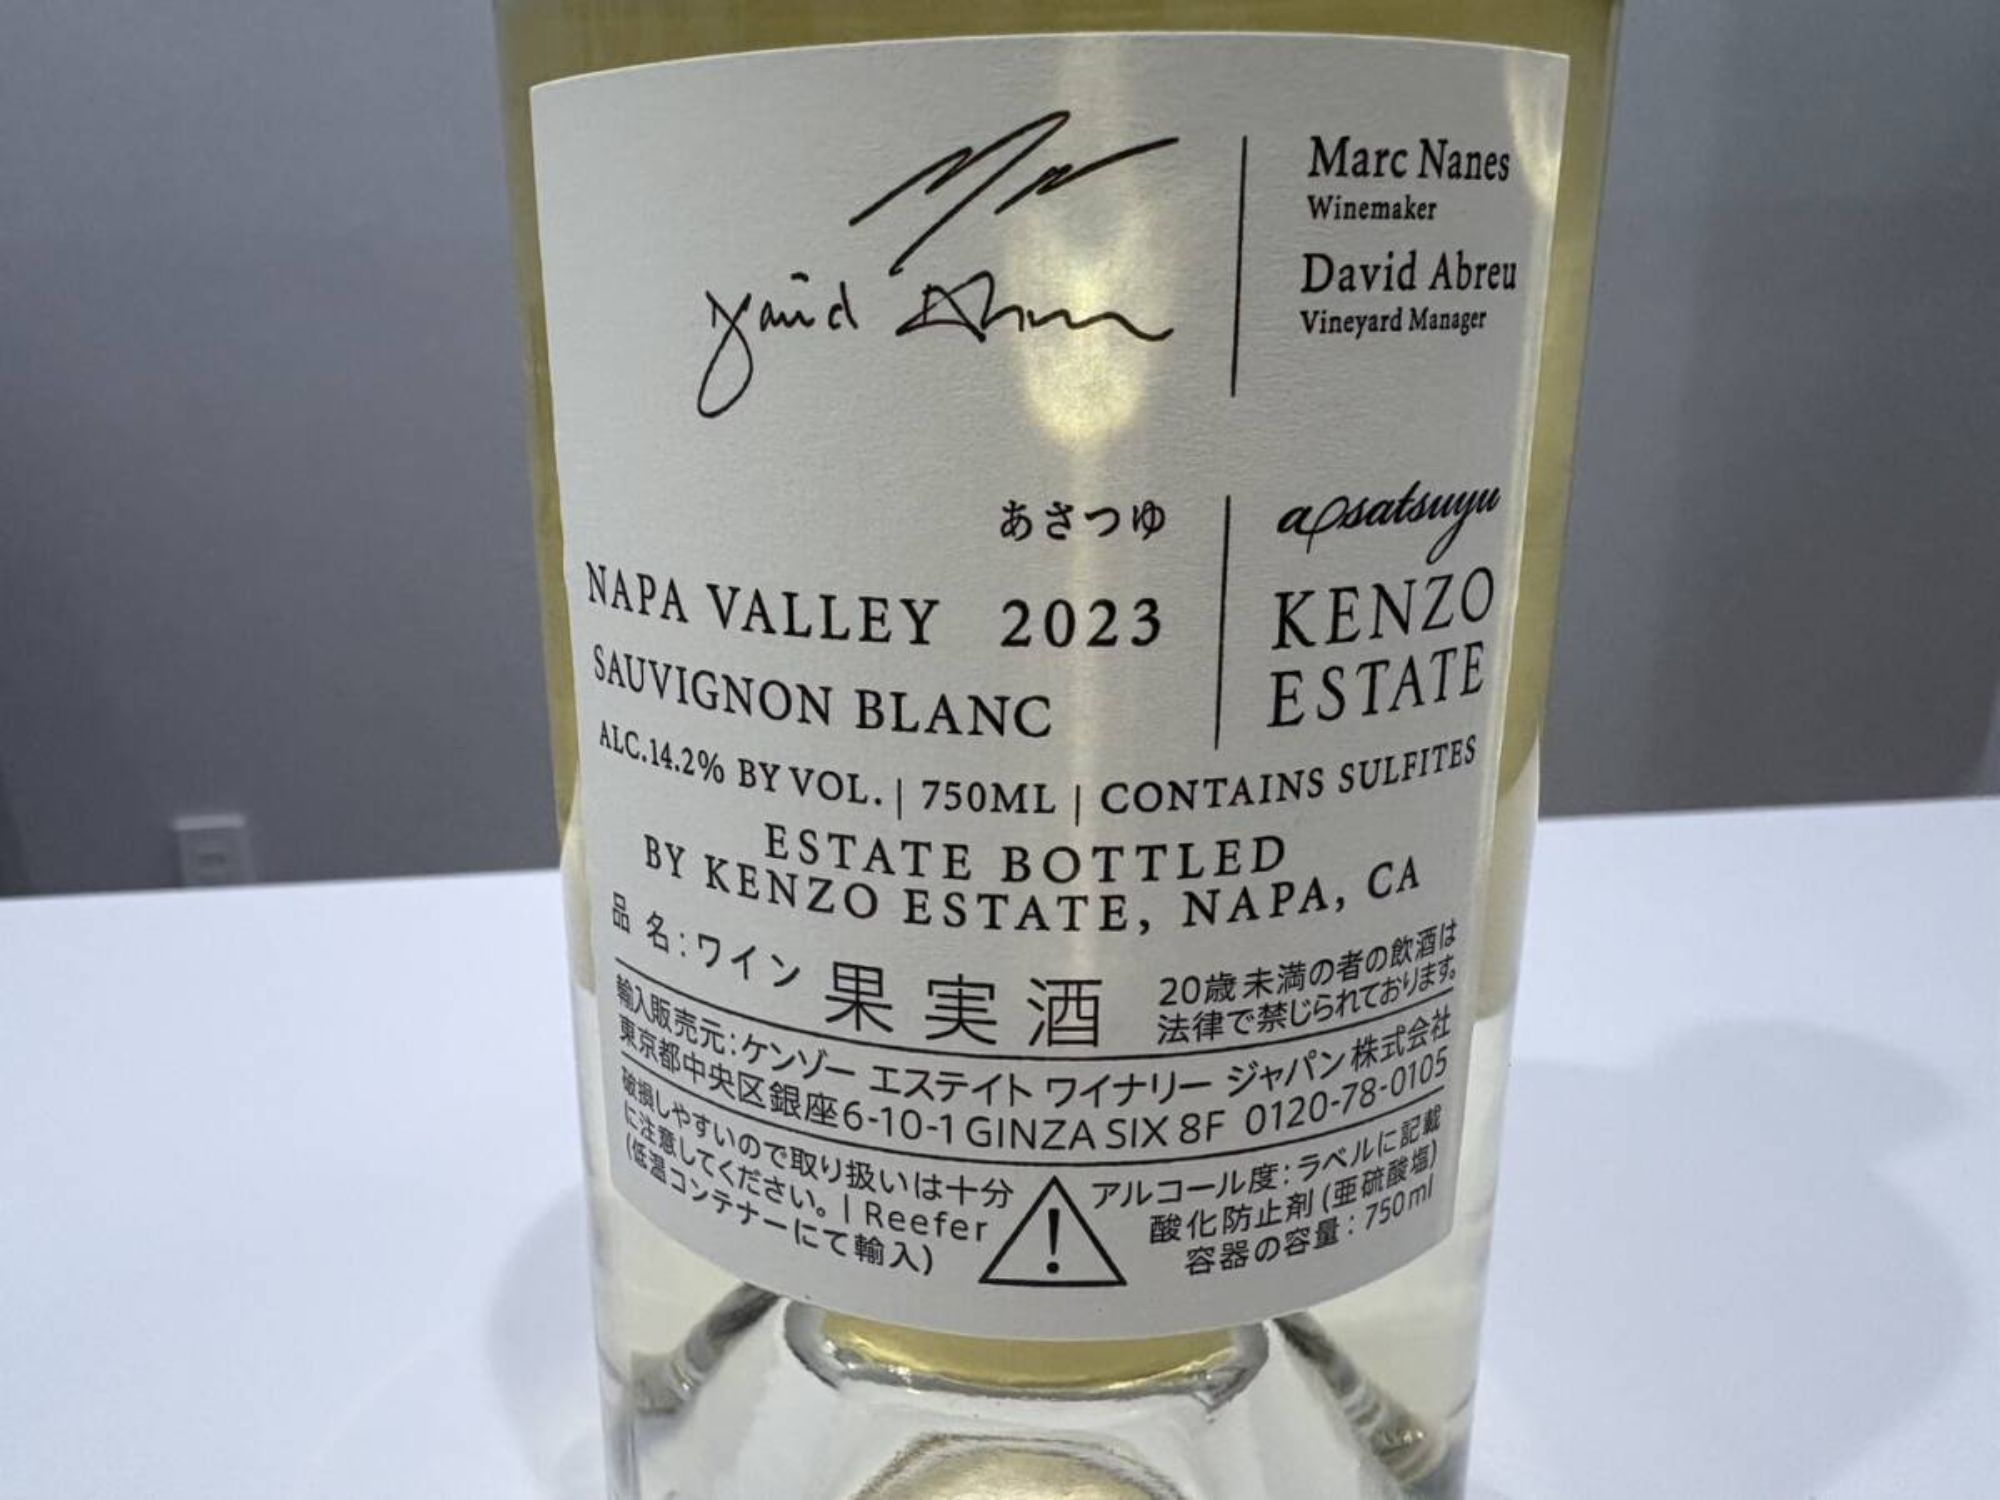 Marc Nanes
Winemaker
David Abreu
David Abreu
Vineyard Manager
あさつゆ
asatsuyu
NAPA VALLEY 2023
KENZO
ESTATE
SAUVIGNON BLANC
ALC.14.2% BY VOL. | 750ML | CONTAINS SULFITES
ESTATE BOTTLED
BY KENZO ESTATE, NAPA, CA
品 名:ワイン 果実酒
20歳未満の者の飲酒は
法律で禁じられております。
輸入販売元:ケンゾー エステイト ワイナリー ジャパン 株式会社
東京都中央区銀座6-10-1 GINZA SIX 8F 0120-78-0105
破損しやすいので取り扱いは十分
に注意してください。| Reefer
(低温コンテナーにて輸入)
アルコール度:ラベルに記載
酸化防止剤(亜硫酸塩)
容器の容量:750ml